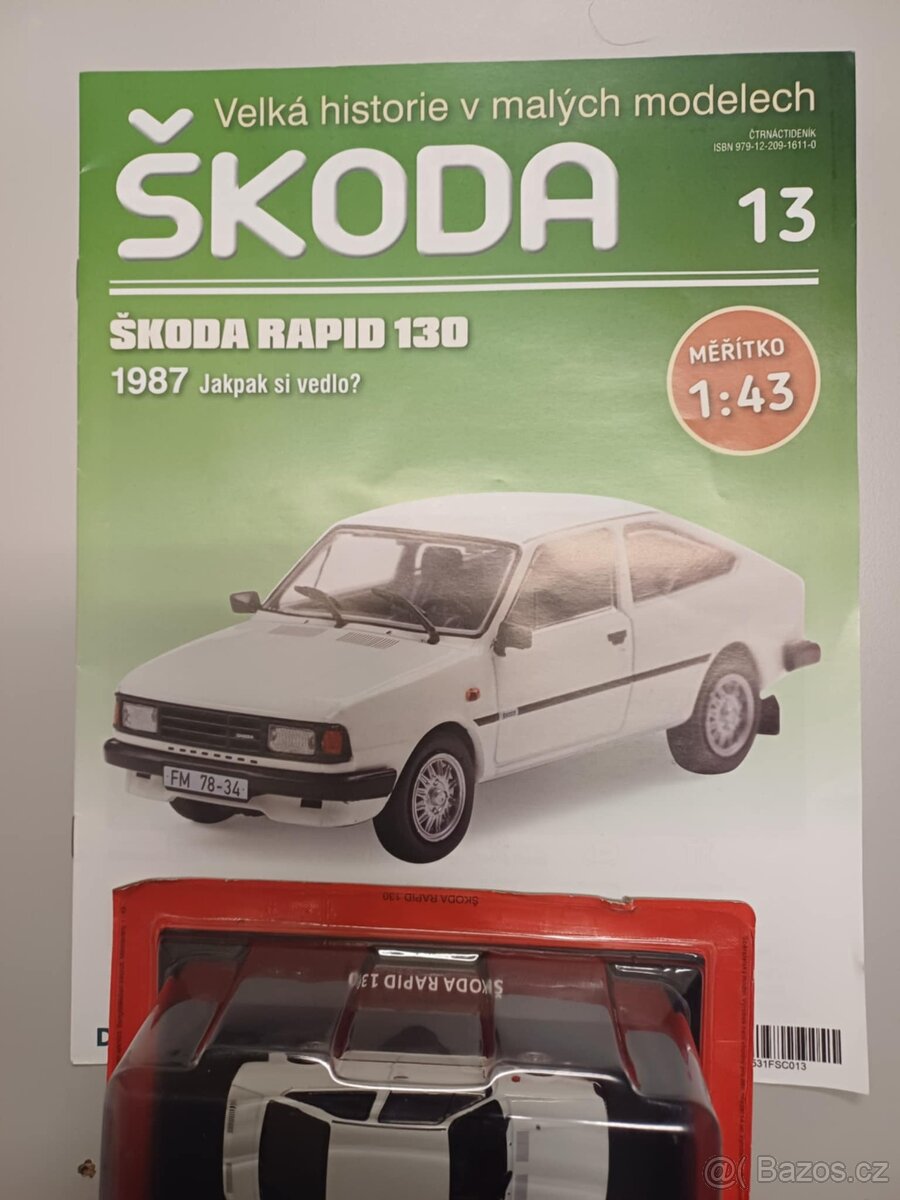 Velká historie v malých modelech
ČTRNÁCTIDENÍK
ISBN 979-12-209-1611-0
ŠKODA
13
ŠKODA RAPID 130
1987 Jakpak si vedlo?
MĚŘÍTKO
1:43
FM 78-34
ŠKODA RAPID 130
ŠKODA RAPID 130
D
531FSC013
@( Bazos.cz